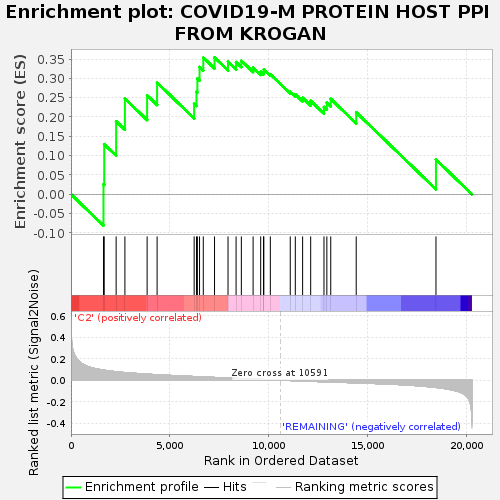 Enrichment plot: COVID19-M PROTEIN HOST PPI
FROM KROGAN
Enrichment score (ES)
0.35
0.30
0.25
0.20
0.15
0.10
0.05
0.00
-0.05
-0.10
'C2' (positively correlated)
Ranked list metric (Signal2Noise)
0.6
0.4
0.2
0.0
-0.2
-0.4
Zero cross at 10591
'REMAINING' (negatively correlated)
0
5,000
10,000
15,000
20,000
Rank in Ordered Dataset
Enrichment profile
Hits
Ranking metric scores